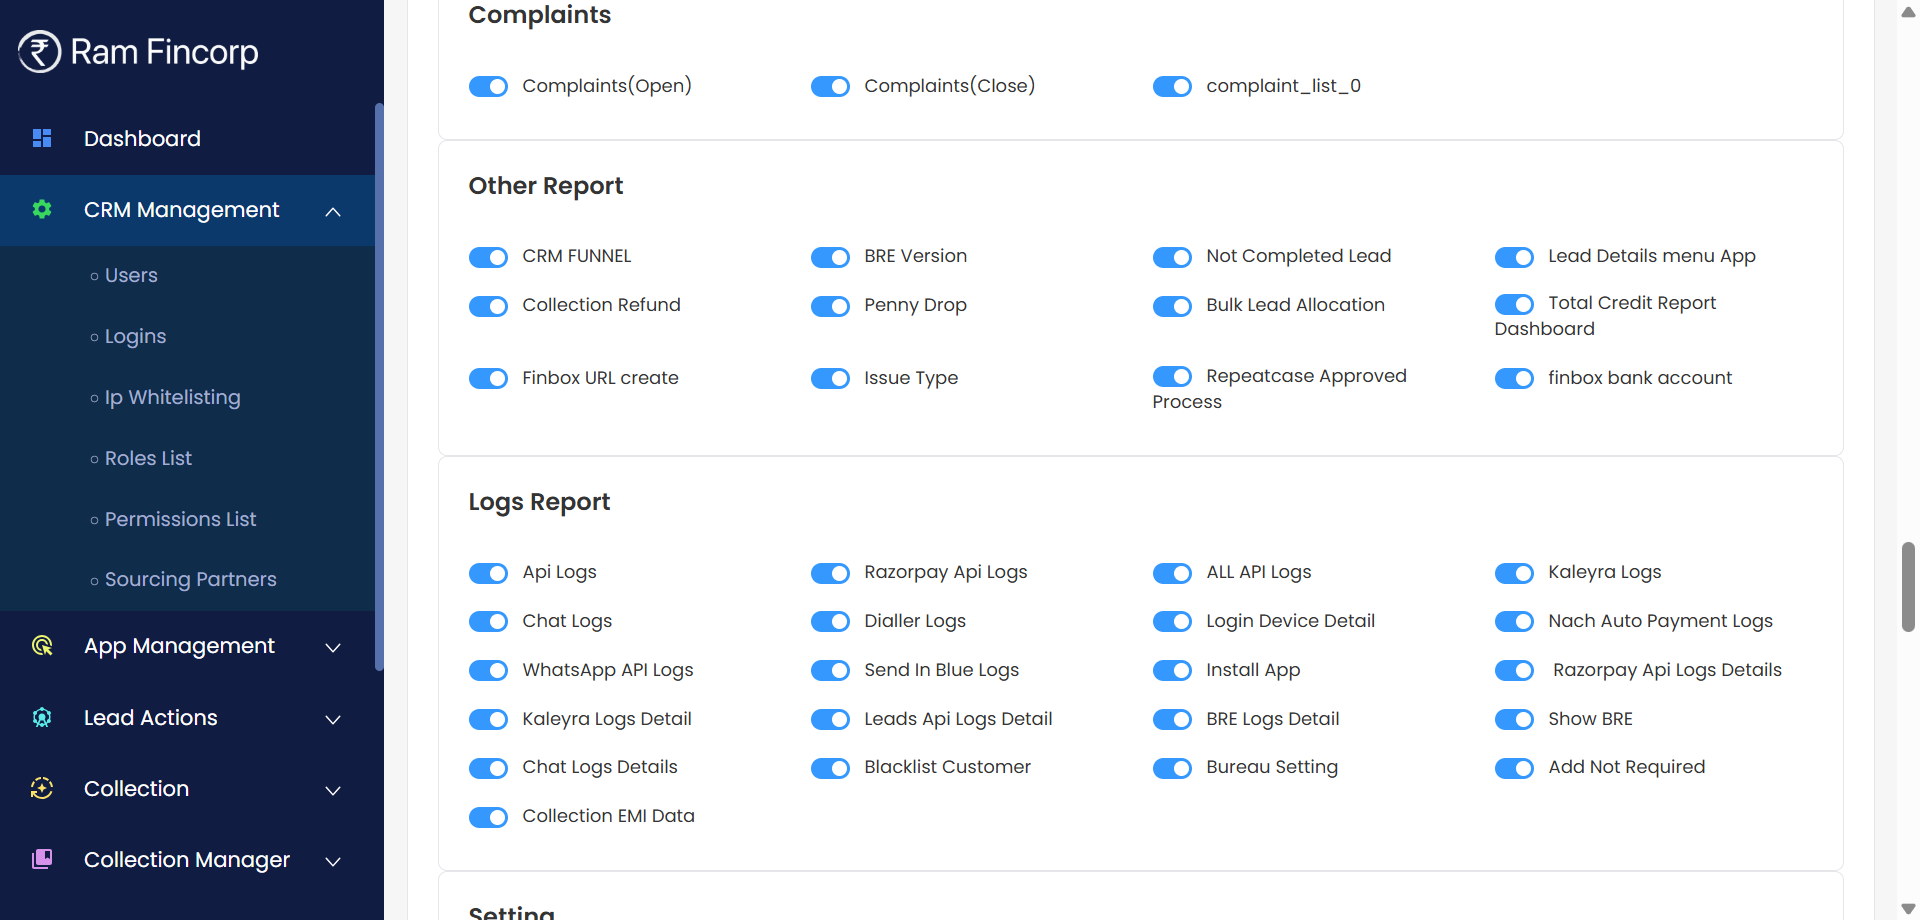 Ram Fincorp
Dashboard
CRM Management
Users
Logins
Ip Whitelisting
Roles List
Permissions List
Sourcing Partners
App Management
Lead Actions
Collection
Collection Manager
Complaints
Complaints(Open)
Complaints(Close)
complaint_list_0
Other Report
CRM FUNNEL
BRE Version
Not Completed Lead
Lead Details menu App
Collection Refund
Penny Drop
Bulk Lead Allocation
Total Credit Report
Dashboard
Finbox URL create
Issue Type
Repeatcase Approved
Process
finbox bank account
Logs Report
Api Logs
Razorpay Api Logs
ALL API Logs
Kaleyra Logs
Chat Logs
Dialler Logs
Login Device Detail
Nach Auto Payment Logs
WhatsApp API Logs
Send In Blue Logs
Install App
Razorpay Api Logs Details
Kaleyra Logs Detail
Leads Api Logs Detail
BRE Logs Detail
Show BRE
Chat Logs Details
Blacklist Customer
Bureau Setting
Add Not Required
Collection EMI Data
Setting